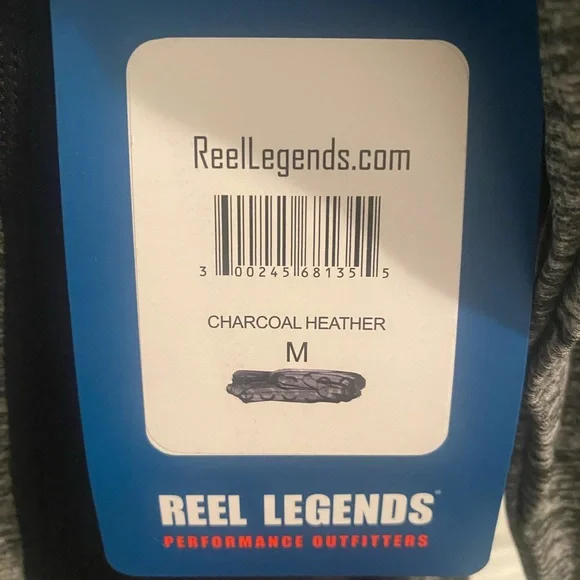 ReelLegends.com
3 00245 68135 5
CHARCOAL HEATHER
M
REEL LEGENDS®
PERFORMANCE OUTFITTERS